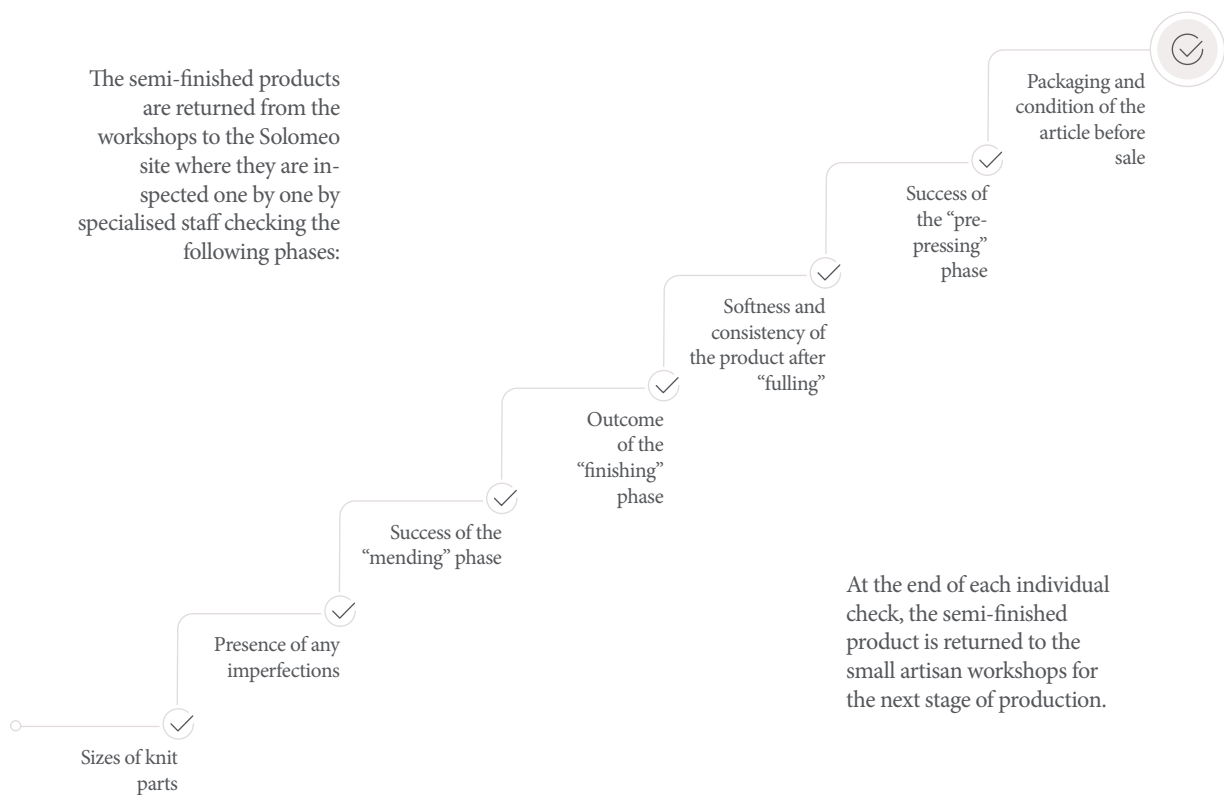 The semi-finished products
are returned from the
workshops to the Solomeo
site where they are in-
spected one by one by
specialised staff checking the
following phases:
Sizes of knit
parts
Presence of any
imperfections
Success of the
“mending” phase
Outcome
of the
“finishing”
phase
Softness and
consistency of
the product after
“fulling”
Success of
the “pre-
pressing”
phase
Packaging and
condition of the
article before
sale
At the end of each individual
check, the semi-finished
product is returned to the
small artisan workshops for
the next stage of production.